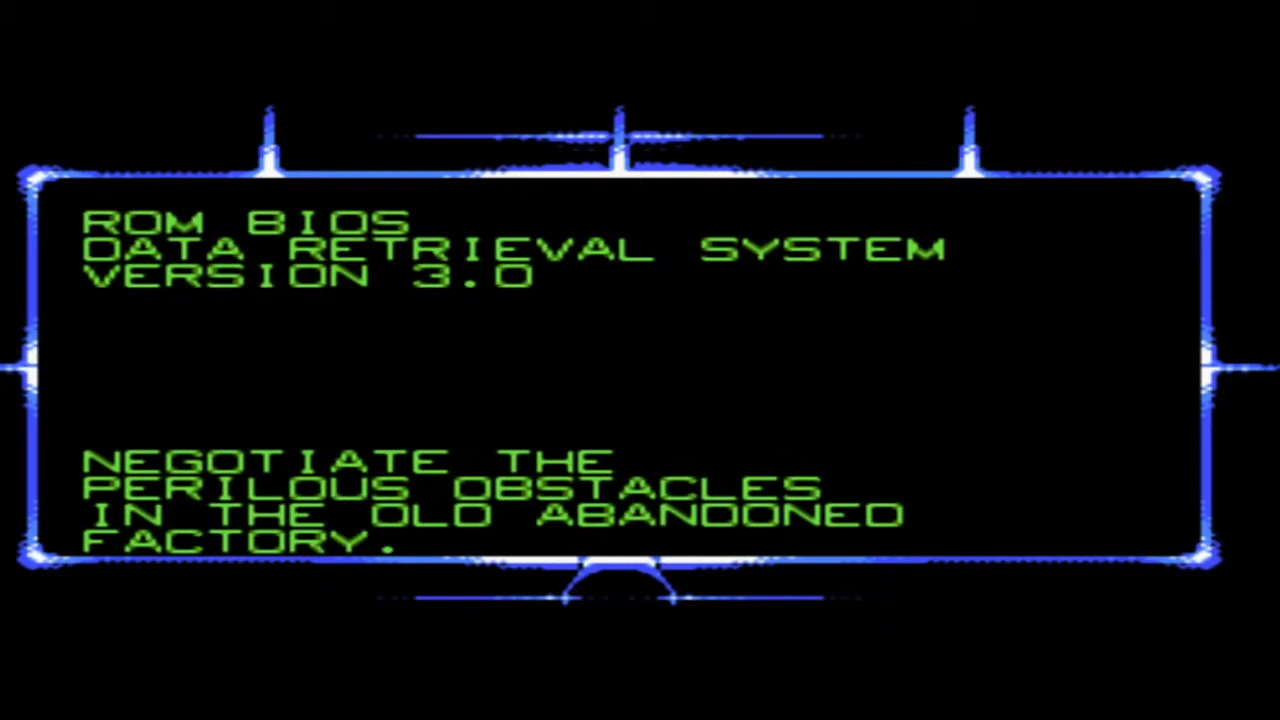 ROM BIOS
DATA RETRIEVAL SYSTEM
VERSION 3.0
NEGOTIATE THE
PERILOUS OBSTACLES
IN THE OLD ABANDONED
FACTORY.